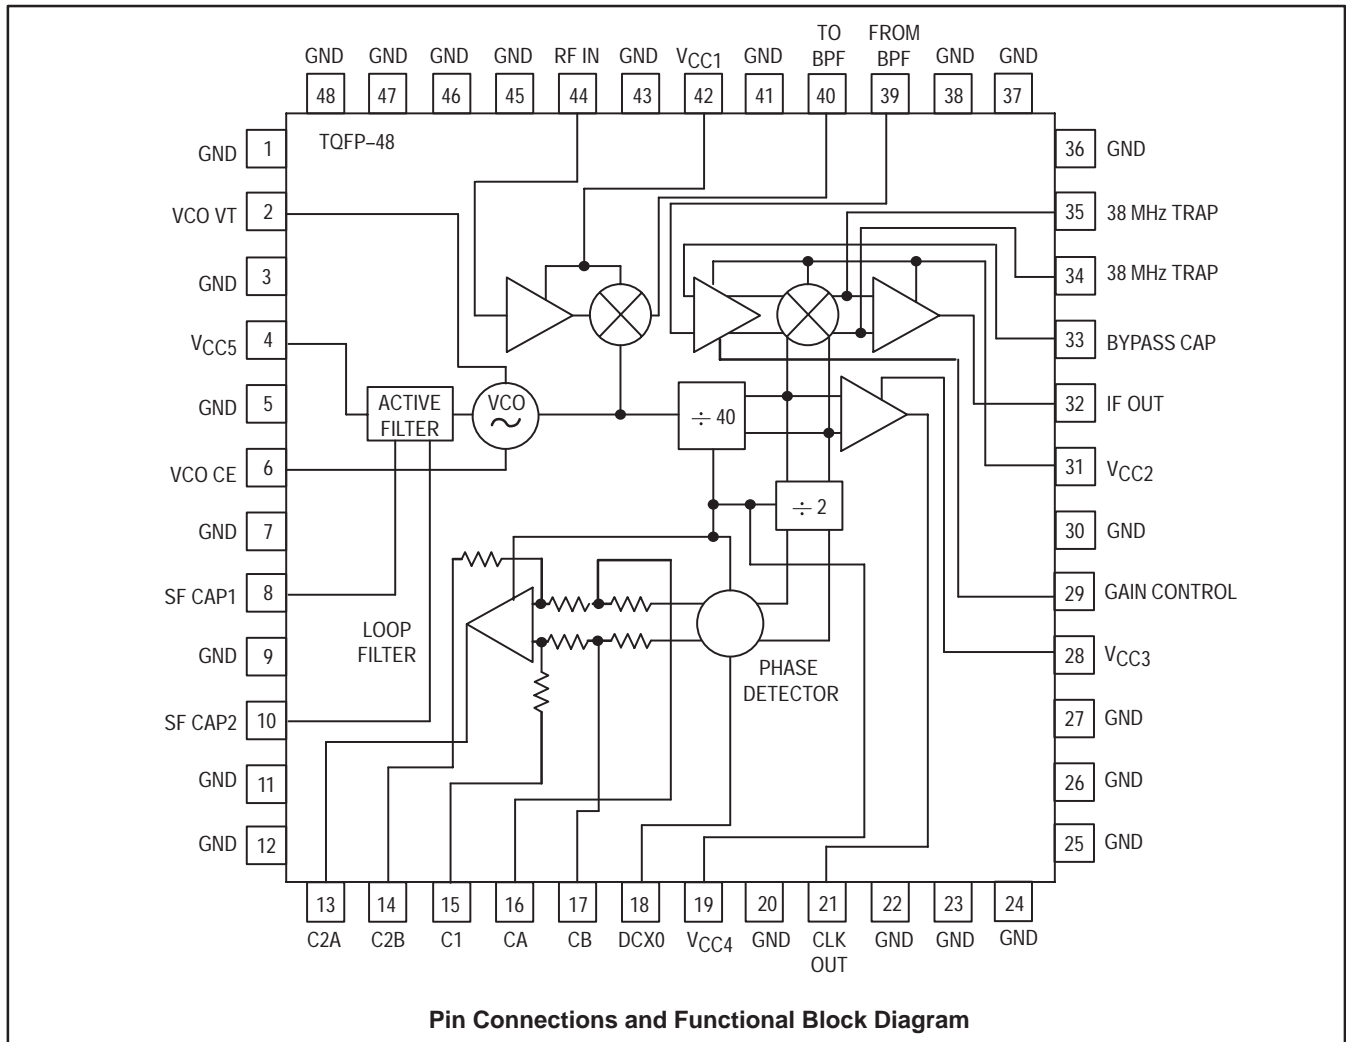 GND GND GND GND RF IN GND VCC1 GND TO BPF FROM BPF GND GND
48 47 46 45 44 43 42 41 40 39 38 37
TQFP–48
GND 1
VCO VT 2
GND 3
VCC5 4
GND 5
VCO CE 6
GND 7
SF CAP1 8
GND 9
SF CAP2 10
GND 11
GND 12
36 GND
35 38 MHz TRAP
34 38 MHz TRAP
33 BYPASS CAP
32 IF OUT
31 VCC2
30 GND
29 GAIN CONTROL
28 VCC3
27 GND
26 GND
25 GND
ACTIVE
FILTER
VCO
÷ 40
÷ 2
LOOP
FILTER
PHASE
DETECTOR
13 14 15 16 17 18 19 20 21 22 23 24
C2A C2B C1 CA CB DCX0 VCC4 GND CLK OUT GND GND GND
Pin Connections and Functional Block Diagram